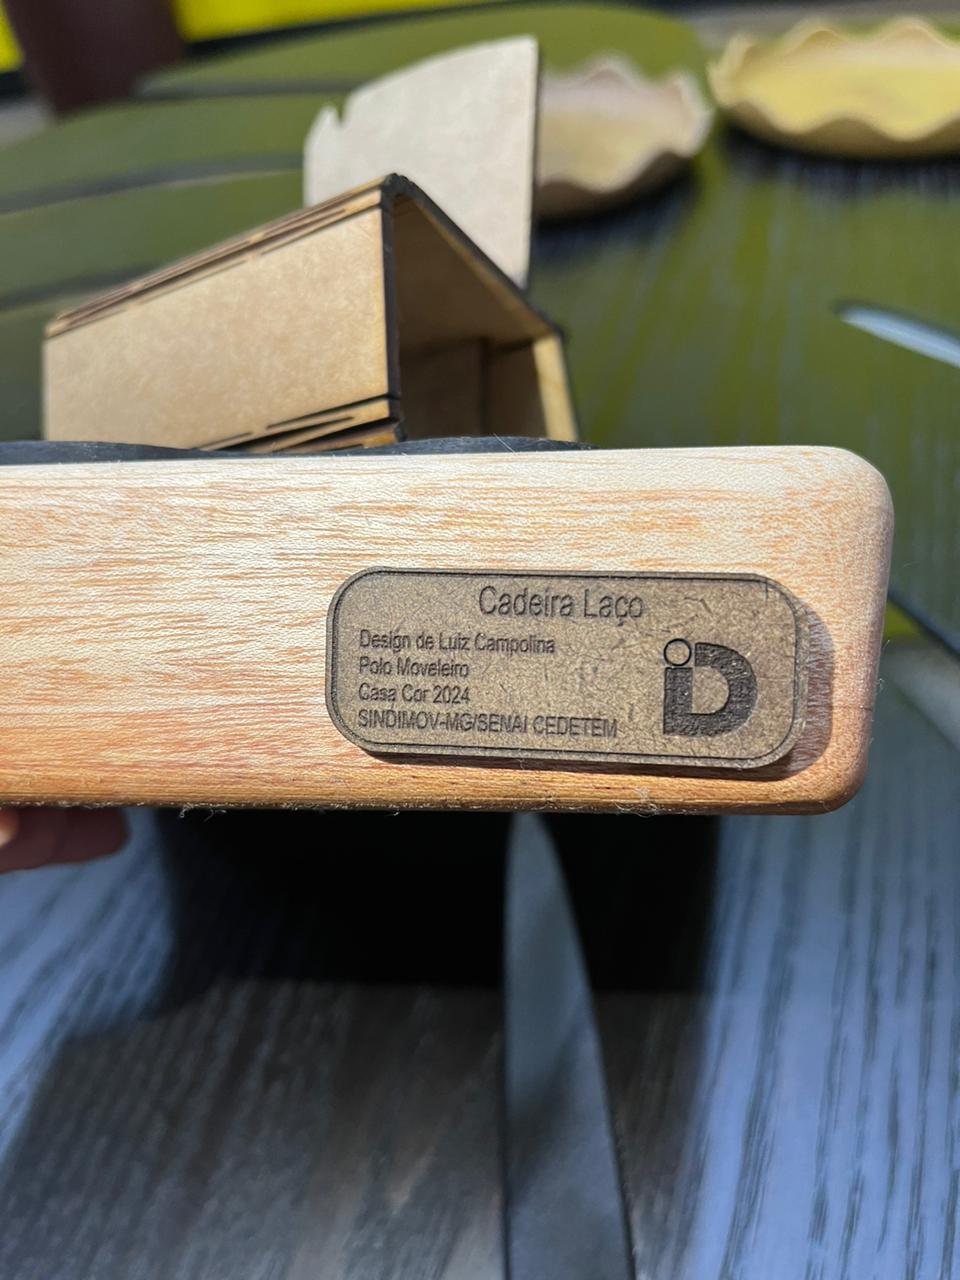 Cadeira Laço
Design de Luiz Campolina
Polo Moveleiro
Casa Cor 2024
SINDIMOV-MG/SENAI CEDETEM
iD